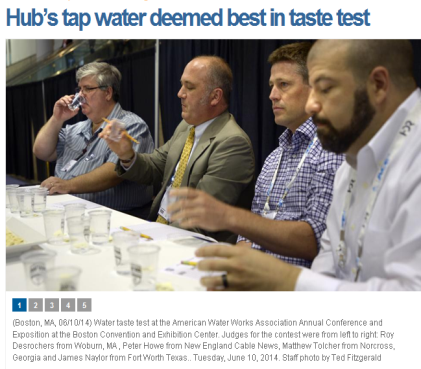 Hub's tap water deemed best in taste test
1 2 3 4 5
(Boston, MA, 06/10/14) Water taste test at the American Water Works Association Annual Conference and
Exposition at the Boston Convention and Exhibition Center. Judges for the contest were from left to right: Roy
Desrochers from Woburn, MA , Peter Howe from New England Cable News, Matthew Tolcher from Norcross,
Georgia and James Naylor from Fort Worth Texas.. Tuesday, June 10, 2014. Staff photo by Ted Fitzgerald